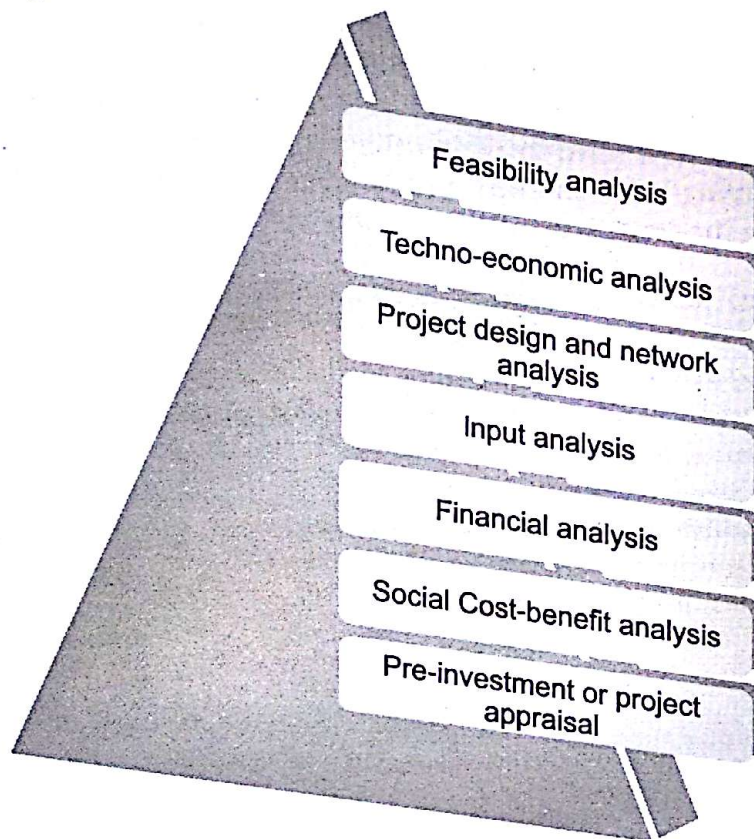 Feasibility analysis
Techno-economic analysis
Project design and network
analysis
Input analysis
Financial analysis
Social Cost-benefit analysis
Pre-investment or project
appraisal